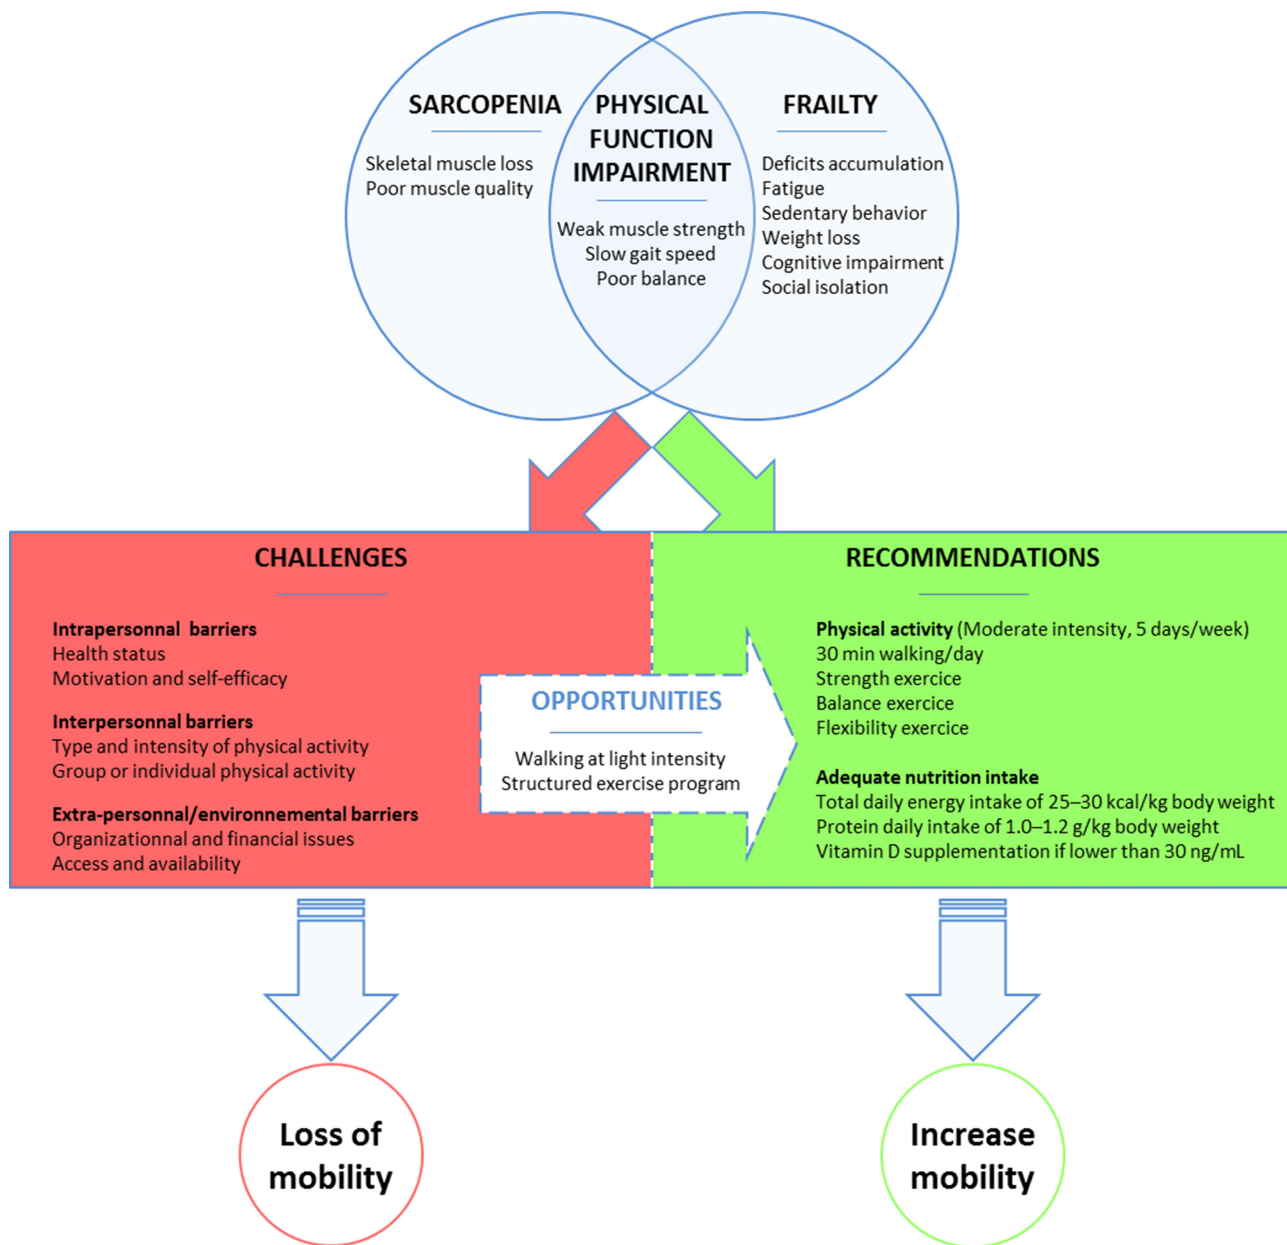 SARCOPENIA
Skeletal muscle loss
Poor muscle quality
PHYSICAL
FUNCTION
IMPAIRMENT
Weak muscle strength
Slow gait speed
Poor balance
FRAILTY
Deficits accumulation
Fatigue
Sedentary behavior
Weight loss
Cognitive impairment
Social isolation
CHALLENGES
Intrapersonnal barriers
Health status
Motivation and self-efficacy
Interpersonnal barriers
Type and intensity of physical activity
Group or individual physical activity
Extra-personnal/environnemental barriers
Organizationnal and financial issues
Access and availability
OPPORTUNITIES
Walking at light intensity
Structured exercise program
RECOMMENDATIONS
Physical activity (Moderate intensity, 5 days/week)
30 min walking/day
Strength exercice
Balance exercice
Flexibility exercice
Adequate nutrition intake
Total daily energy intake of 25–30 kcal/kg body weight
Protein daily intake of 1.0–1.2 g/kg body weight
Vitamin D supplementation if lower than 30 ng/mL
Loss of
mobility
Increase
mobility